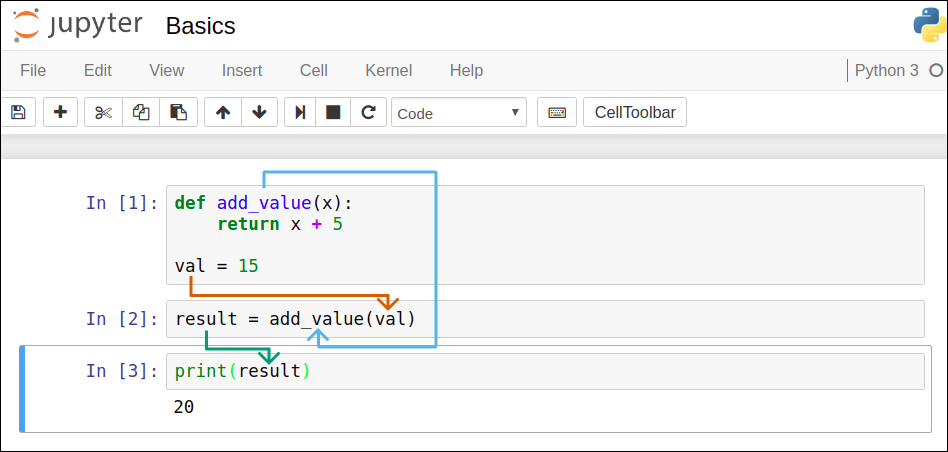 jupyter Basics
File Edit View Insert Cell Kernel Help Python 3
Code CellToolbar
In [1]: def add_value(x):
return x + 5
val = 15
In [2]: result = add_value(val)
In [3]: print(result)
20